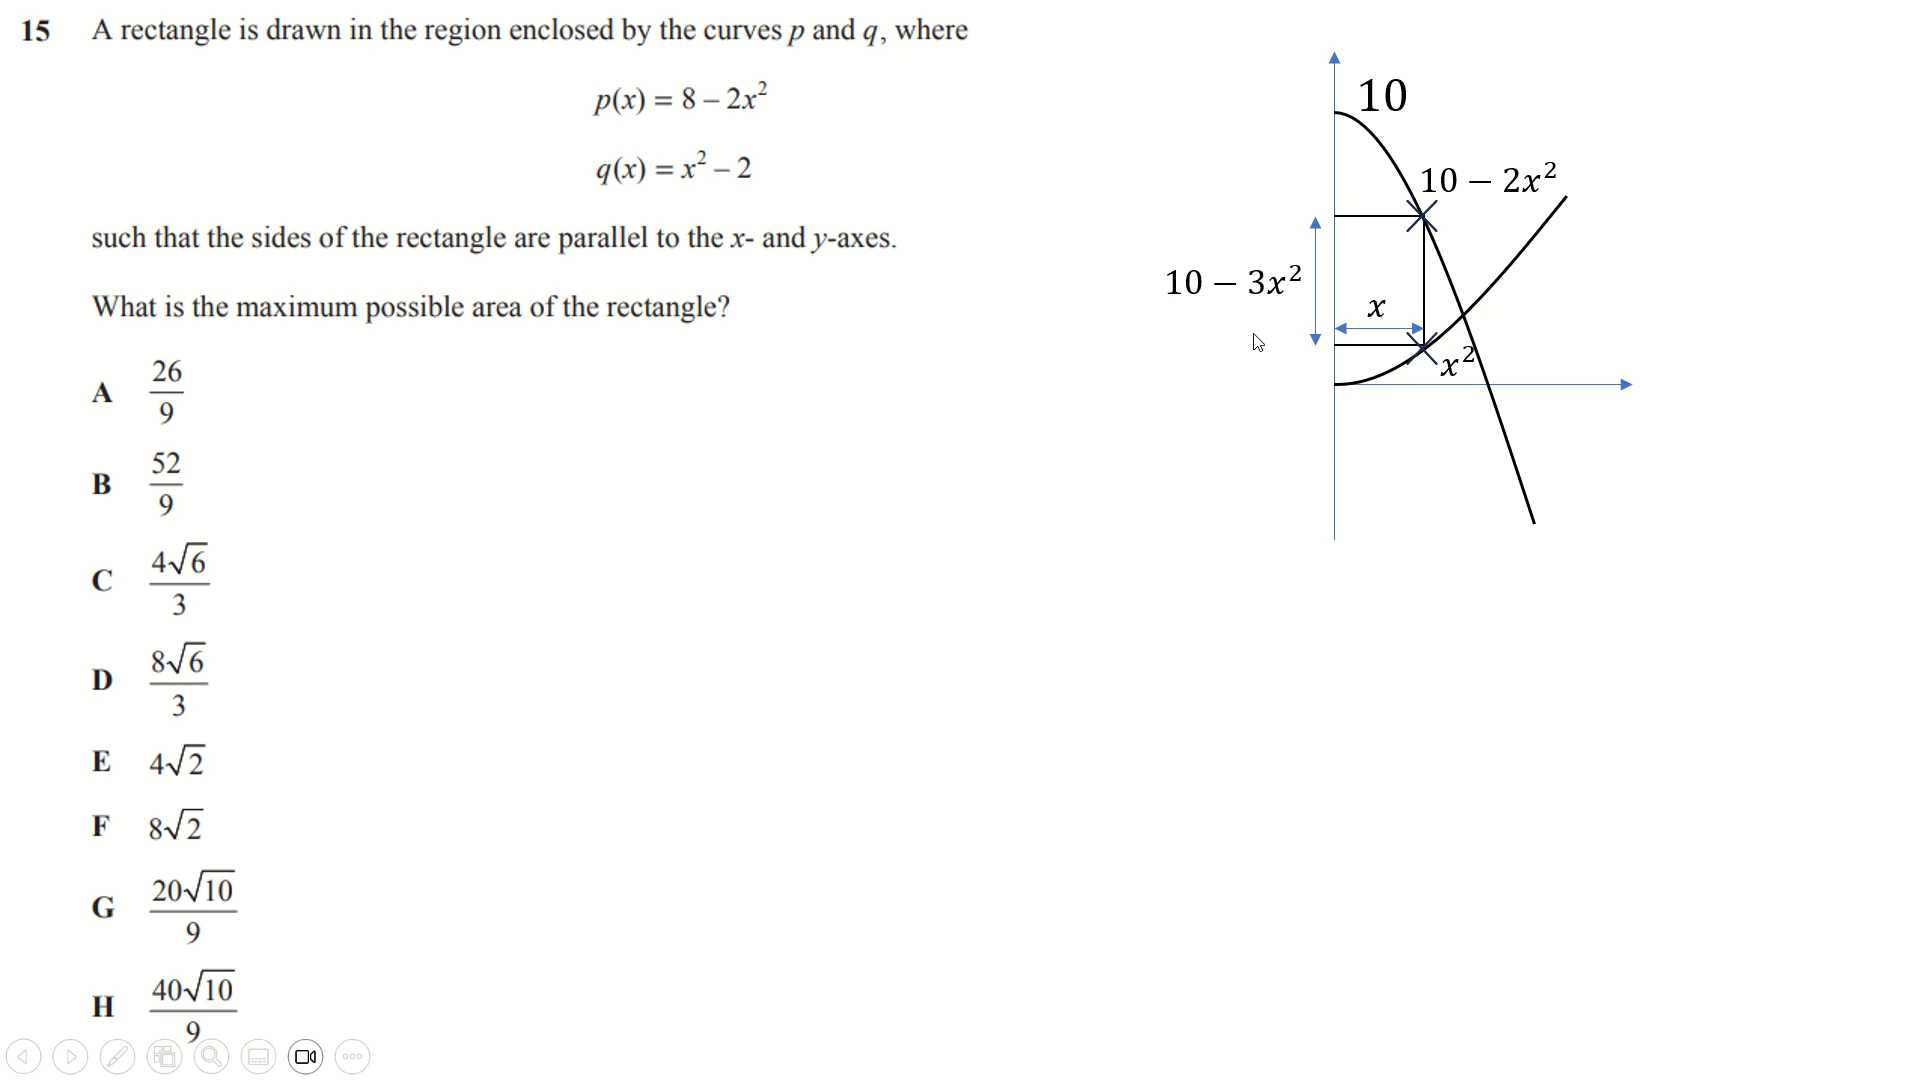 15 A rectangle is drawn in the region enclosed by the curves p and q, where
p(x) = 8 – 2x²
q(x) = x² – 2
such that the sides of the rectangle are parallel to the x- and y-axes.
What is the maximum possible area of the rectangle?
A 26/9
B 52/9
C 4√6/3
D 8√6/3
E 4√2
F 8√2
G 20√10/9
H 40√10/9
10
10 − 2x²
10 − 3x²
x
x²